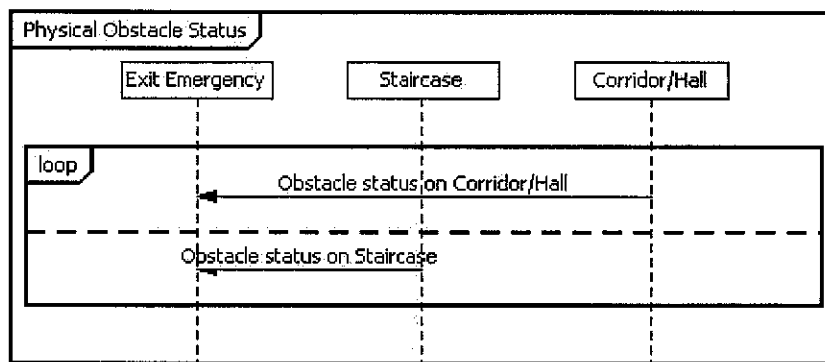 Physical Obstacle Status
Exit Emergency
Staircase
Corridor/Hall
loop
Obstacle status on Corridor/Hall
Obstacle status on Staircase